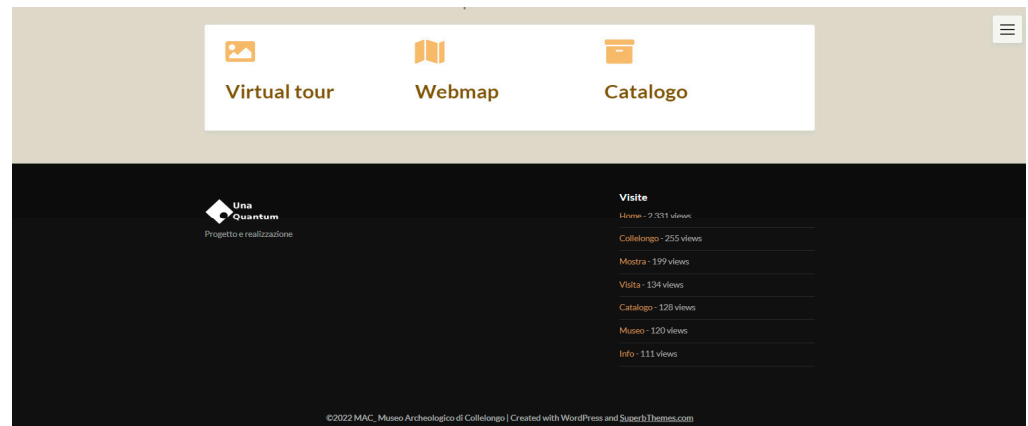 Virtual tour
Webmap
Catalogo
Una
Quantum
Progetto e realizzazione
Visite
Home - 2.331 views
Collelongo - 255 views
Mostra - 199 views
Visita - 134 views
Catalogo - 128 views
Museo - 120 views
Info - 111 views
©2022 MAC_ Museo Archeologico di Collelongo | Created with WordPress and SuperbThemes.com